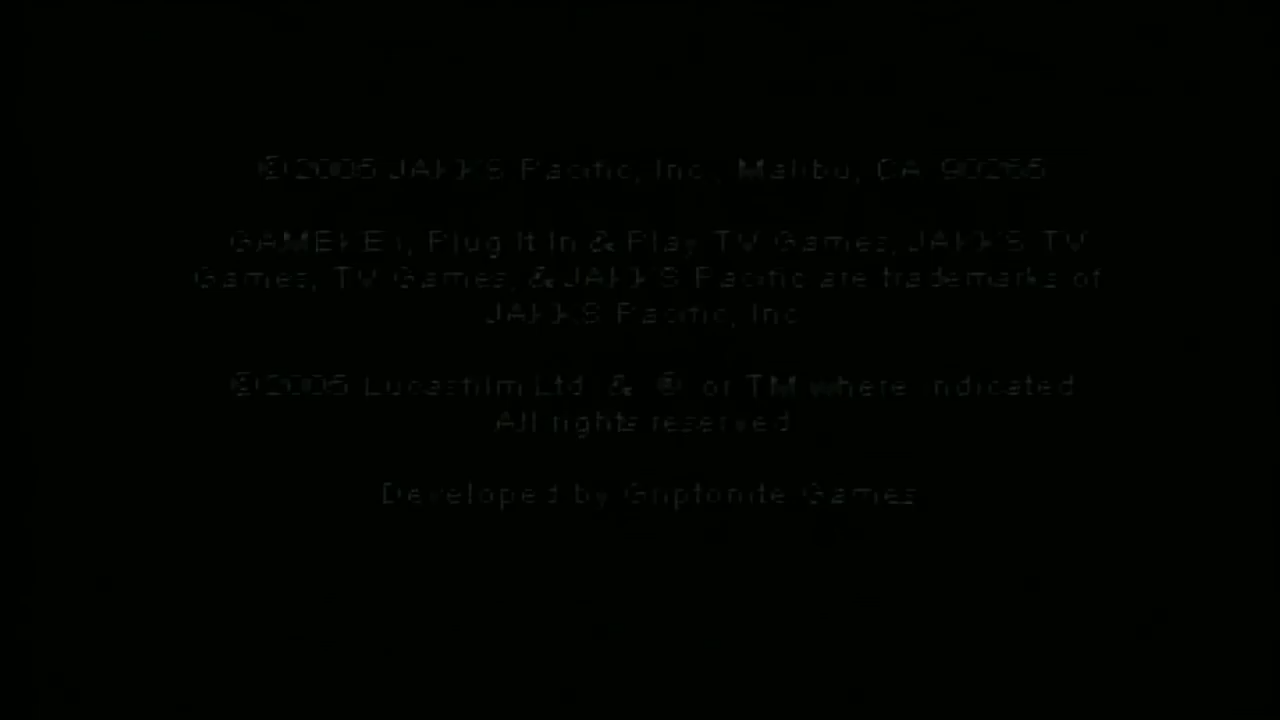 ©2005 JAKKS Pacific, Inc., Malibu, CA 90265
GAMEKEY, Plug It In & Play TV Games, JAKKS TV
Games, TV Games, & JAKKS Pacific are trademarks of
JAKKS Pacific, Inc.
©2005 Lucasfilm Ltd. & ® or TM where indicated.
All rights reserved.
Developed by Griptonite Games